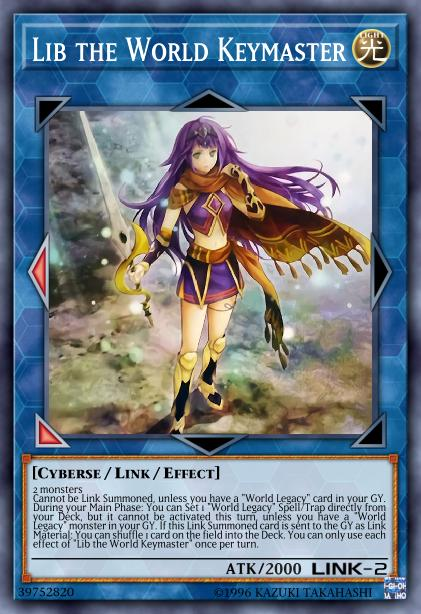 LIB THE WORLD KEYMASTER
LIGHT
光
[CYBERSE / LINK / EFFECT]
2 monsters
Cannot be Link Summoned, unless you have a "World Legacy" card in your GY.
During your Main Phase: You can Set 1 "World Legacy" Spell/Trap directly from
your Deck, but it cannot be activated this turn, unless you have a "World
Legacy" monster in your GY. If this Link Summoned card is sent to the GY as Link
Material: You can shuffle 1 card on the field into the Deck. You can only use each
effect of "Lib the World Keymaster" once per turn.
ATK/2000 LINK-2
39752820
©1996 KAZUKI TAKAHASHI